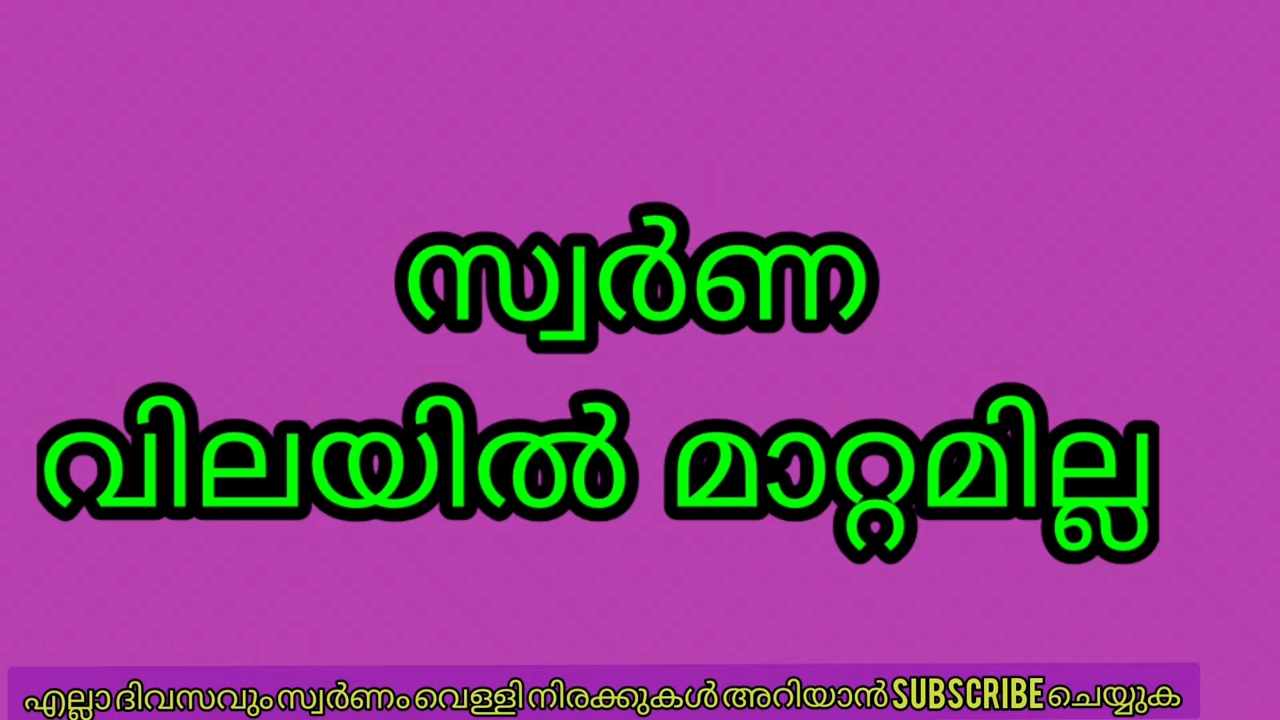 സ്വർണ
വിലയിൽ മാറ്റമില്ല
എല്ലാ ദിവസവും സ്വർണം വെള്ളി നിരക്കുകൾ അറിയാൻ SUBSCRIBE ചെയ്യുക